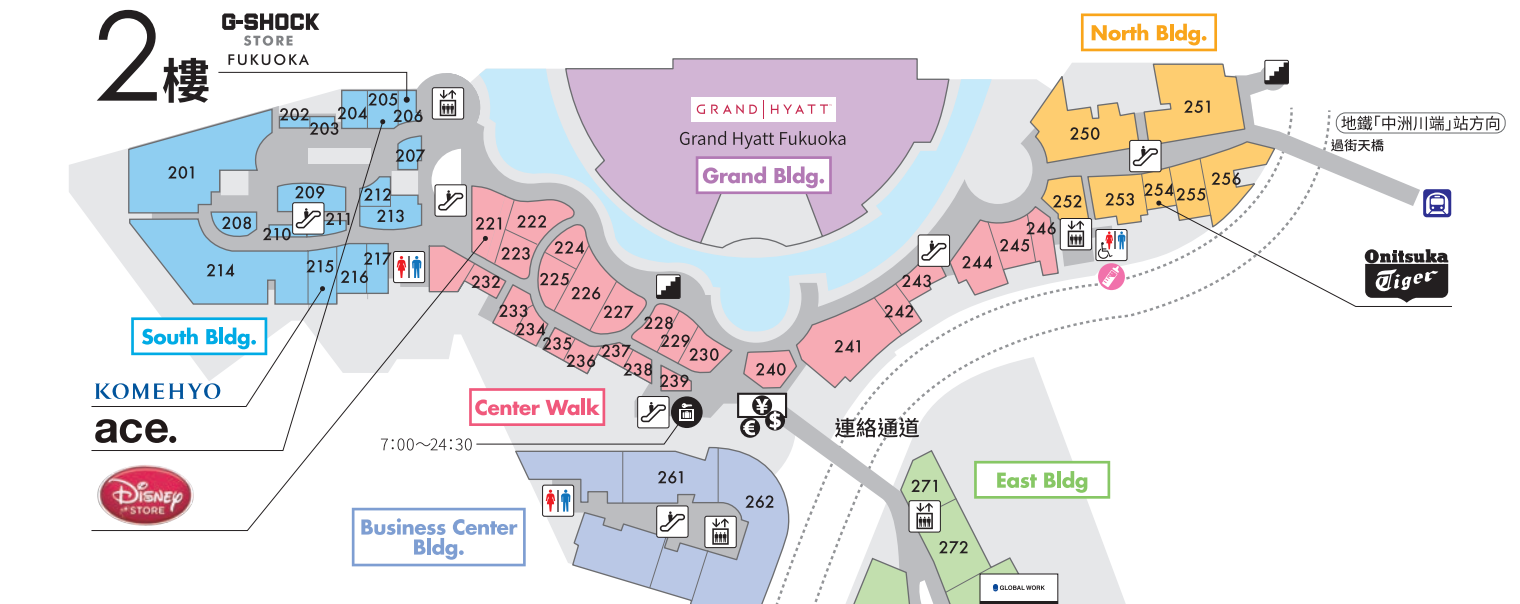 2樓
G-SHOCK
STORE
FUKUOKA
North Bldg.
GRAND HYATT
Grand Hyatt Fukuoka
Grand Bldg.
地鐵「中洲川端」站方向
過街天橋
201
202
203
204
205
206
207
208
209
210
211
212
213
214
215
216
217
South Bldg.
221
222
223
224
225
226
227
228
229
230
232
233
234
235
236
237
238
239
240
241
242
243
244
245
246
250
251
252
253
254
255
256
Onitsuka
Tiger
KOMEHYO
ace.
Disney
STORE
Center Walk
7:00～24:30
¥
€
$
連絡通道
261
262
Business Center
Bldg.
East Bldg
271
272
GLOBAL WORK